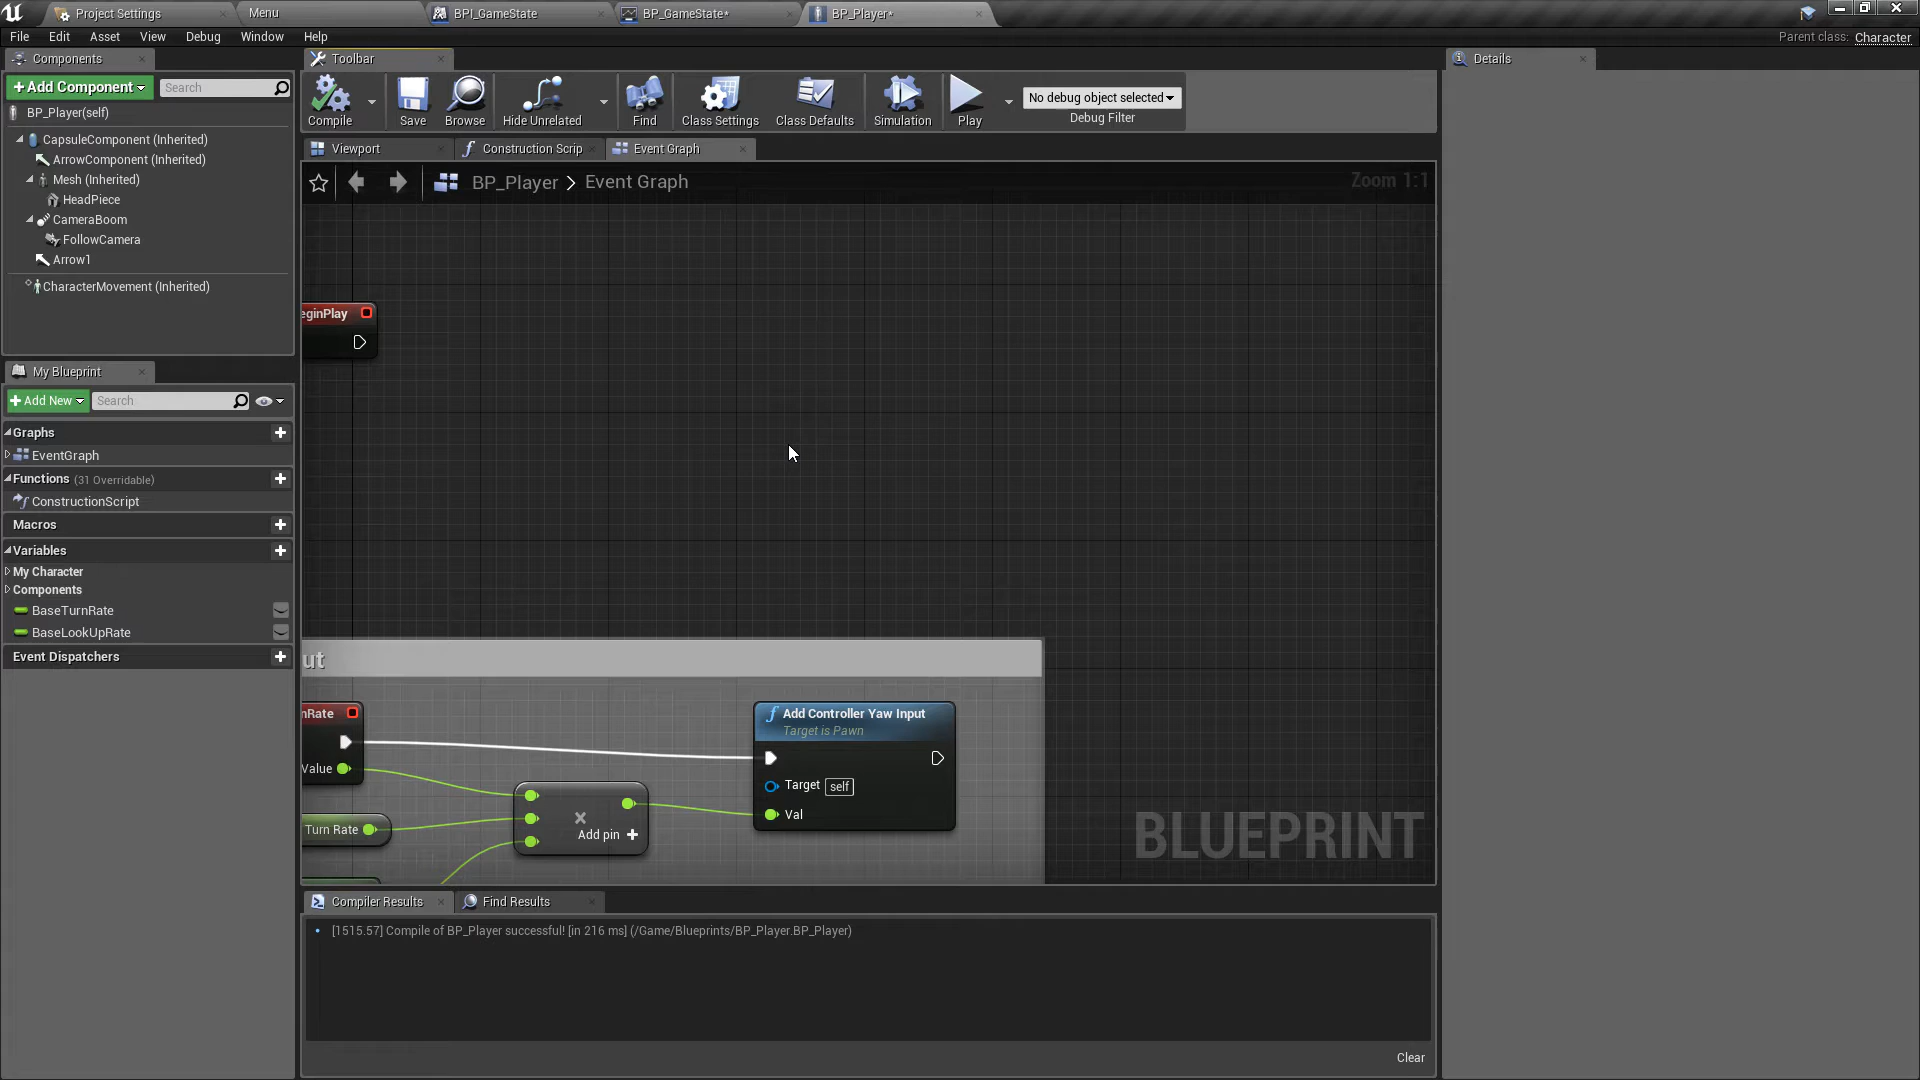 Project Settings
Menu
BPI_GameState
BP_GameState*
BP_Player*
File
Edit
Asset
View
Debug
Window
Help
Parent class: Character
Components
Toolbar
Details
+ Add Component
Search
BP_Player(self)
CapsuleComponent (Inherited)
ArrowComponent (Inherited)
Mesh (Inherited)
HeadPiece
CameraBoom
FollowCamera
Arrow1
CharacterMovement (Inherited)
Compile
Save
Browse
Hide Unrelated
Find
Class Settings
Class Defaults
Simulation
Play
No debug object selected
Debug Filter
Viewport
Construction Scrip
Event Graph
BP_Player > Event Graph
Zoom 1:1
My Blueprint
+ Add New
Search
Graphs
EventGraph
Functions (31 Overridable)
ConstructionScript
Macros
Variables
My Character
Components
BaseTurnRate
BaseLookUpRate
Event Dispatchers
eginPlay
ut
nRate
Value
Turn Rate
Add pin +
Add Controller Yaw Input
Target is Pawn
Target self
Val
BLUEPRINT
Compiler Results
Find Results
[1515.57] Compile of BP_Player successful! [in 216 ms] (/Game/Blueprints/BP_Player.BP_Player)
Clear